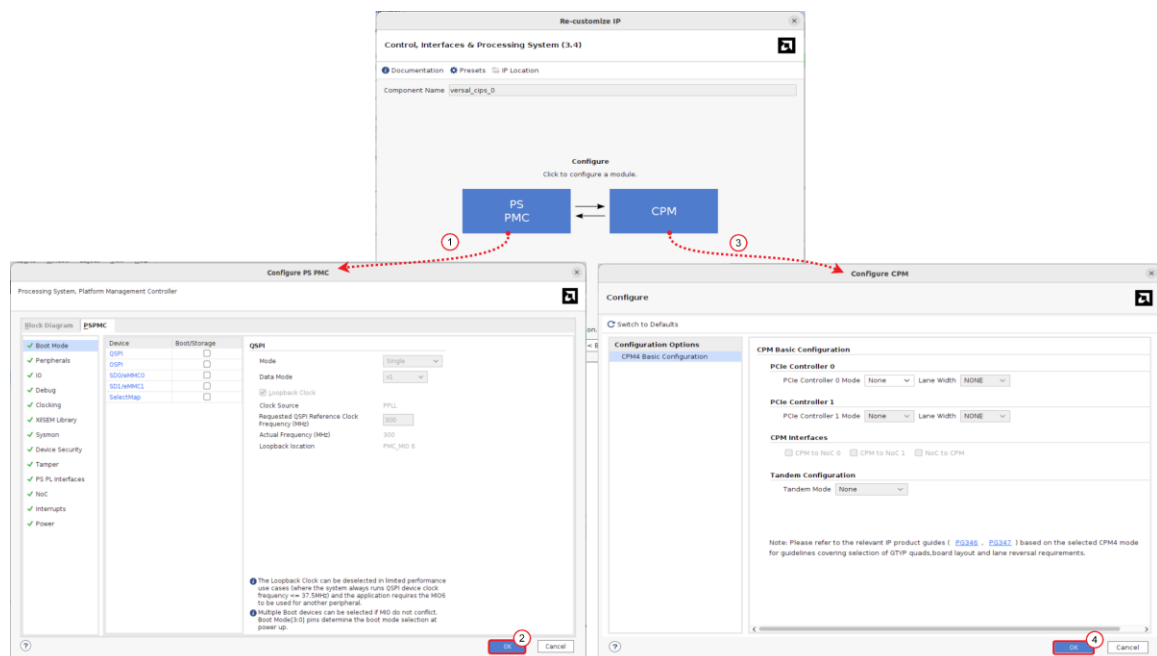 Re-customize IP
Control, Interfaces & Processing System (3.4)
Documentation Presets IP Location
Component Name versal_cips_0
Configure
Click to configure a module.
PS
PMC
CPM
1
3
Configure PS PMC
Processing System, Platform Management Controller
Block Diagram PSPMC
Boot Mode
Peripherals
IO
Debug
Clocking
XilSEM Library
Sysmon
Device Security
Tamper
PS PL Interfaces
NoC
Interrupts
Power
Device Boot/Storage
QSPI
OSPI
SD0/eMMC0
SD1/eMMC1
SelectMap
QSPI
Mode Single
Data Mode x1
Loopback Clock
Clock Source PPLL
Requested QSPI Reference Clock
Frequency (MHz) 300
Actual Frequency (MHz) 300
Loopback location PMC_MIO 6
The Loopback Clock can be deselected in limited performance
use cases (where the system always runs QSPI device clock
frequency <= 37.5MHz) and the application requires the MIO6
to be used for another peripheral.
Multiple Boot devices can be selected if MIO do not conflict.
Boot Mode[3:0] pins determine the boot mode selection at
power up.
? OK 2 Cancel
on.
< B
Configure CPM
Configure
Switch to Defaults
Configuration Options
CPM4 Basic Configuration
CPM Basic Configuration
PCIe Controller 0
PCIe Controller 0 Mode None Lane Width NONE
PCIe Controller 1
PCIe Controller 1 Mode None Lane Width NONE
CPM Interfaces
CPM to NoC 0 CPM to NoC 1 NoC to CPM
Tandem Configuration
Tandem Mode None
Note: Please refer to the relevant IP product guides ( PG346 , PG347 ) based on the selected CPM4 mode
for guidelines covering selection of GTYP quads,board layout and lane reversal requirements.
? OK 4 Cancel